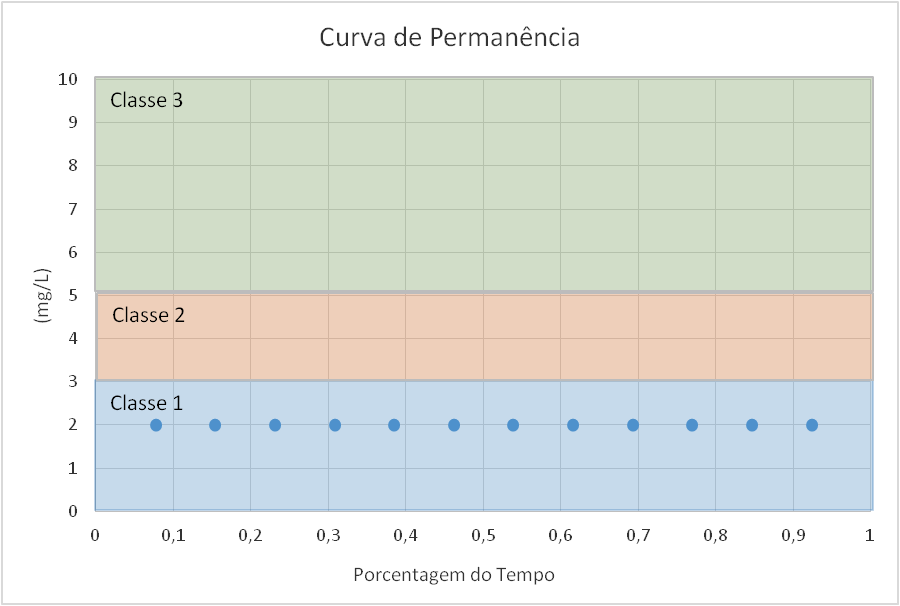 Curva de Permanência
10
Classe 3
9
8
7
6
(mg/L)
5
Classe 2
4
3
Classe 1
2
1
0
0 0,1 0,2 0,3 0,4 0,5 0,6 0,7 0,8 0,9 1
Porcentagem do Tempo